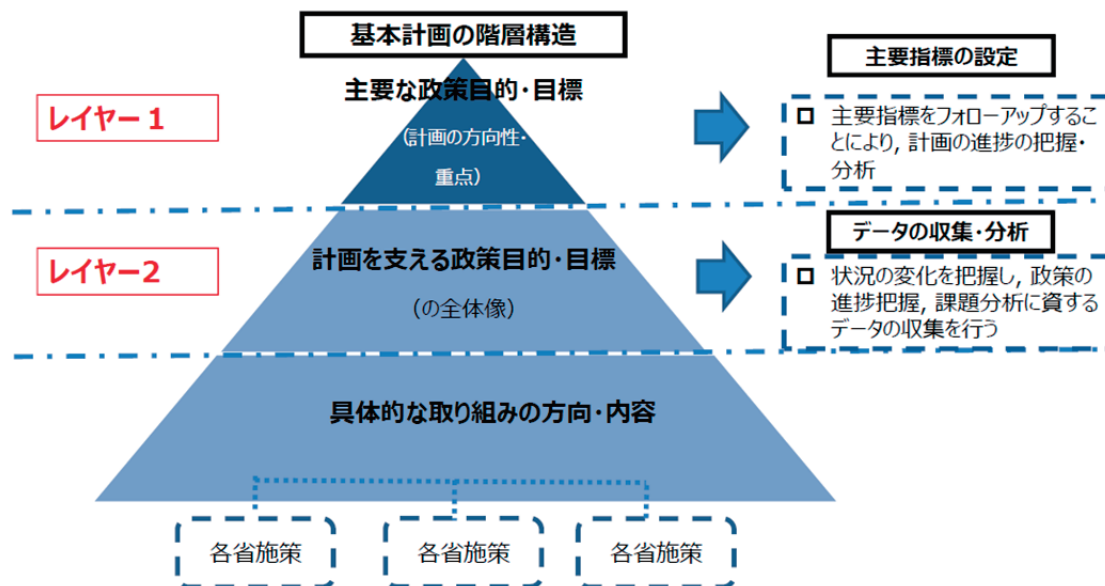 基本計画の階層構造
主要な政策目的・目標
(計画の方向性・
重点)
レイヤー1
主要指標の設定
主要指標をフォローアップするこ
とにより, 計画の進捗の把握・
分析
レイヤー2
計画を支える政策目的・目標
(の全体像)
データの収集・分析
状況の変化を把握し, 政策の
進捗把握, 課題分析に資する
データの収集を行う
具体的な取り組みの方向・内容
各省施策
各省施策
各省施策